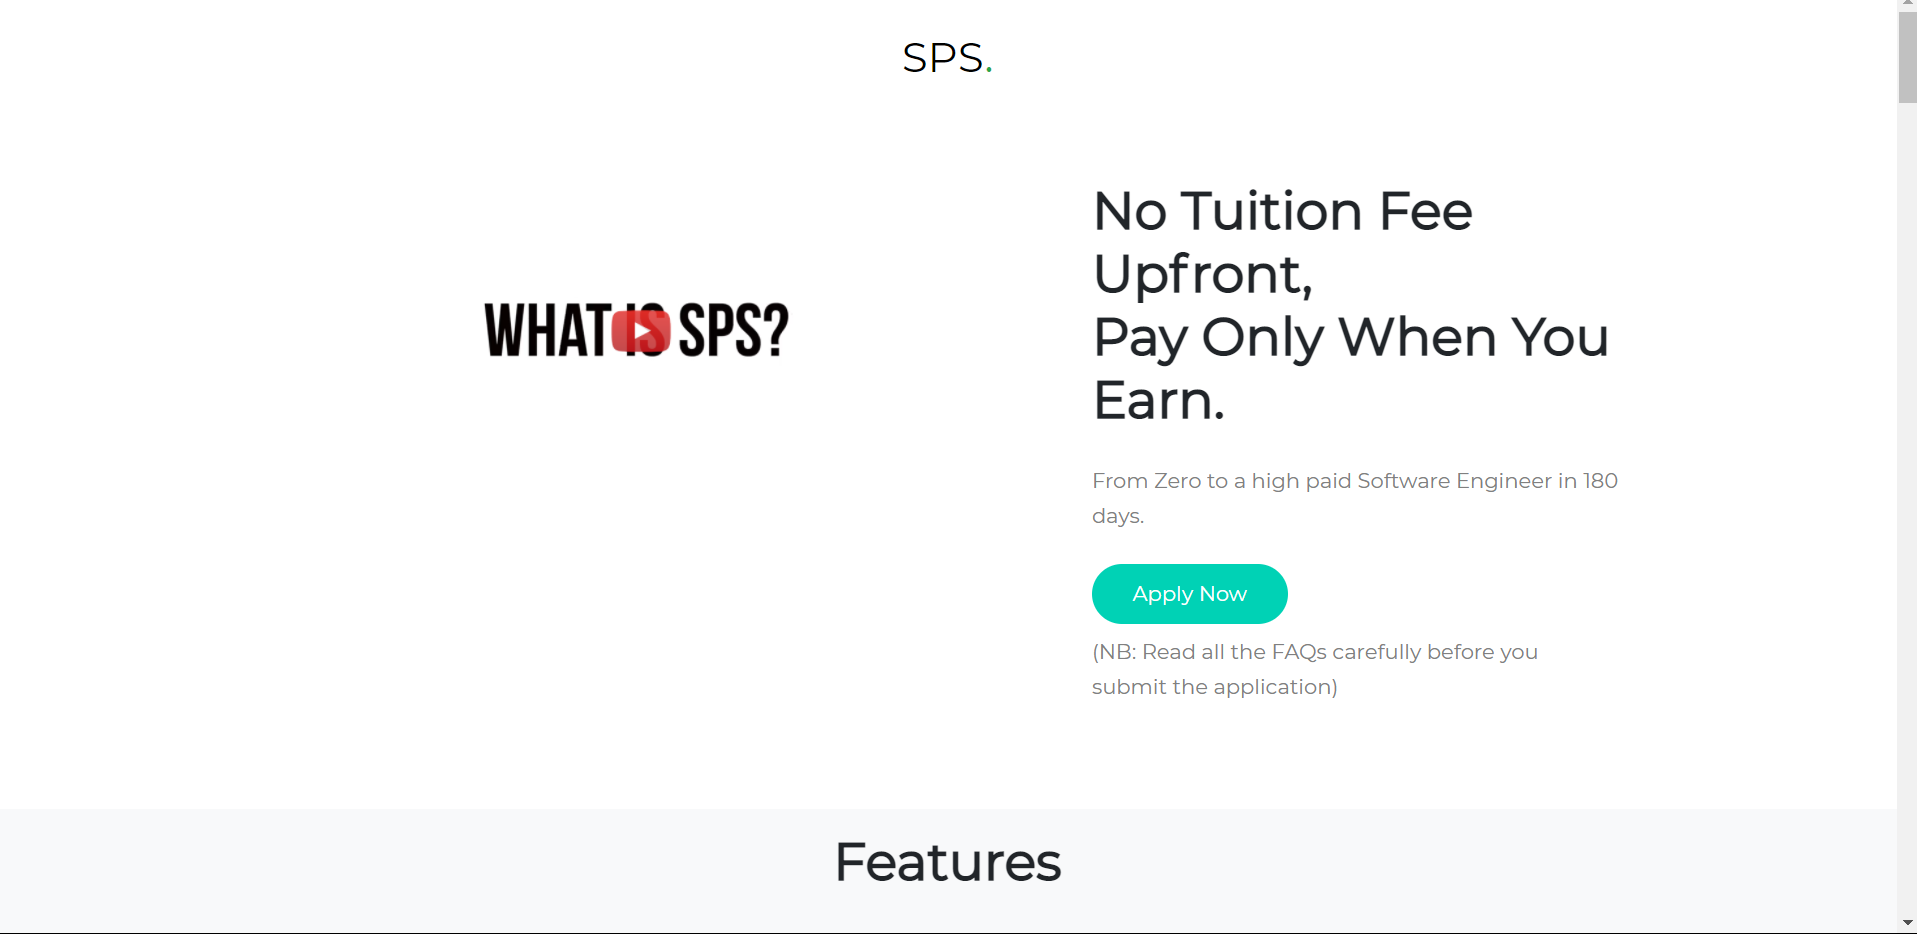 SPS.
WHAT IS SPS?
No Tuition Fee
Upfront,
Pay Only When You
Earn.
From Zero to a high paid Software Engineer in 180
days.
Apply Now
(NB: Read all the FAQs carefully before you
submit the application)
Features